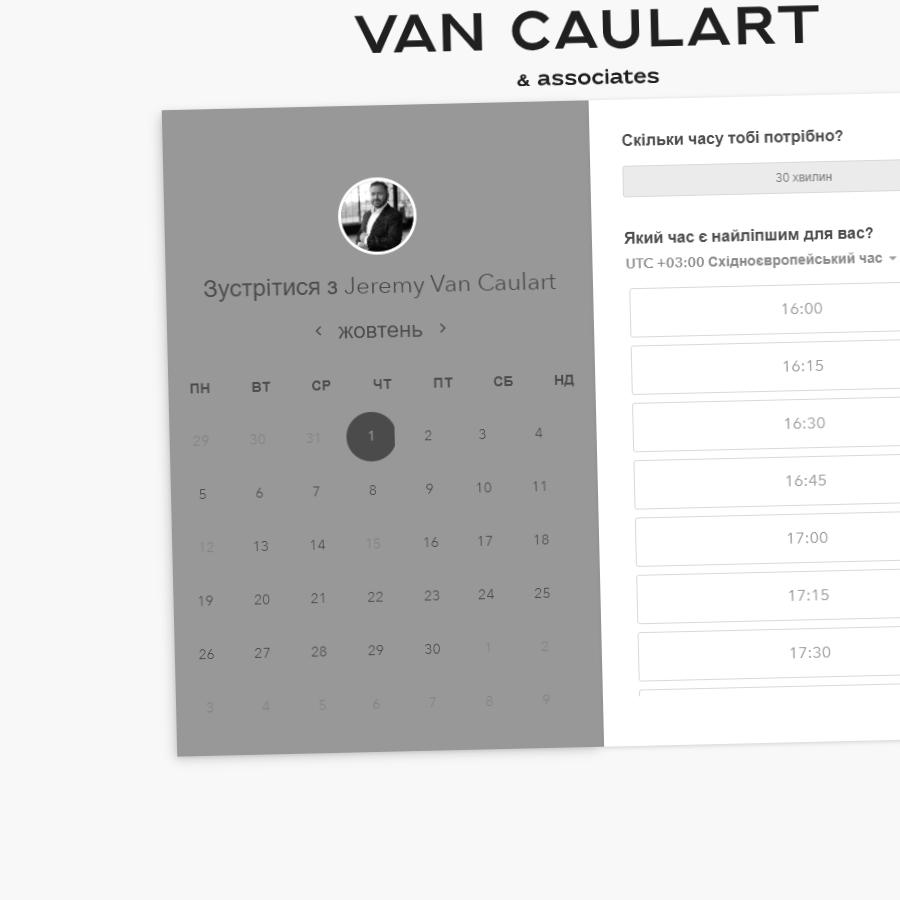 VAN CAULART
& associates
Зустрітися з Jeremy Van Caulart
жовтень
ПН ВТ СР ЧТ ПТ СБ НД
29 30 31 1 2 3 4
5 6 7 8 9 10 11
12 13 14 15 16 17 18
19 20 21 22 23 24 25
26 27 28 29 30 1 2
3 4 5 6 7 8 9
Скільки часу тобі потрібно?
30 хвилин
Який час є найліпшим для вас?
UTC +03:00 Східноєвропейський час
16:00
16:15
16:30
16:45
17:00
17:15
17:30